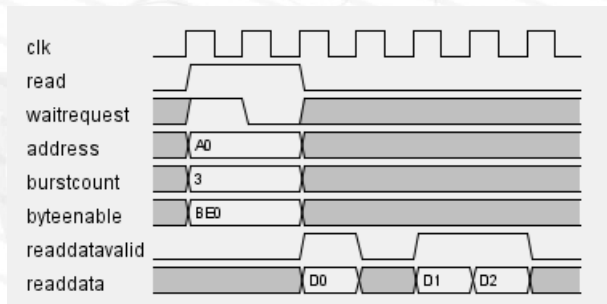 clk
read
waitrequest
address A0
burstcount 3
byteenable BE0
readdatavalid
readdata D0 D1 D2